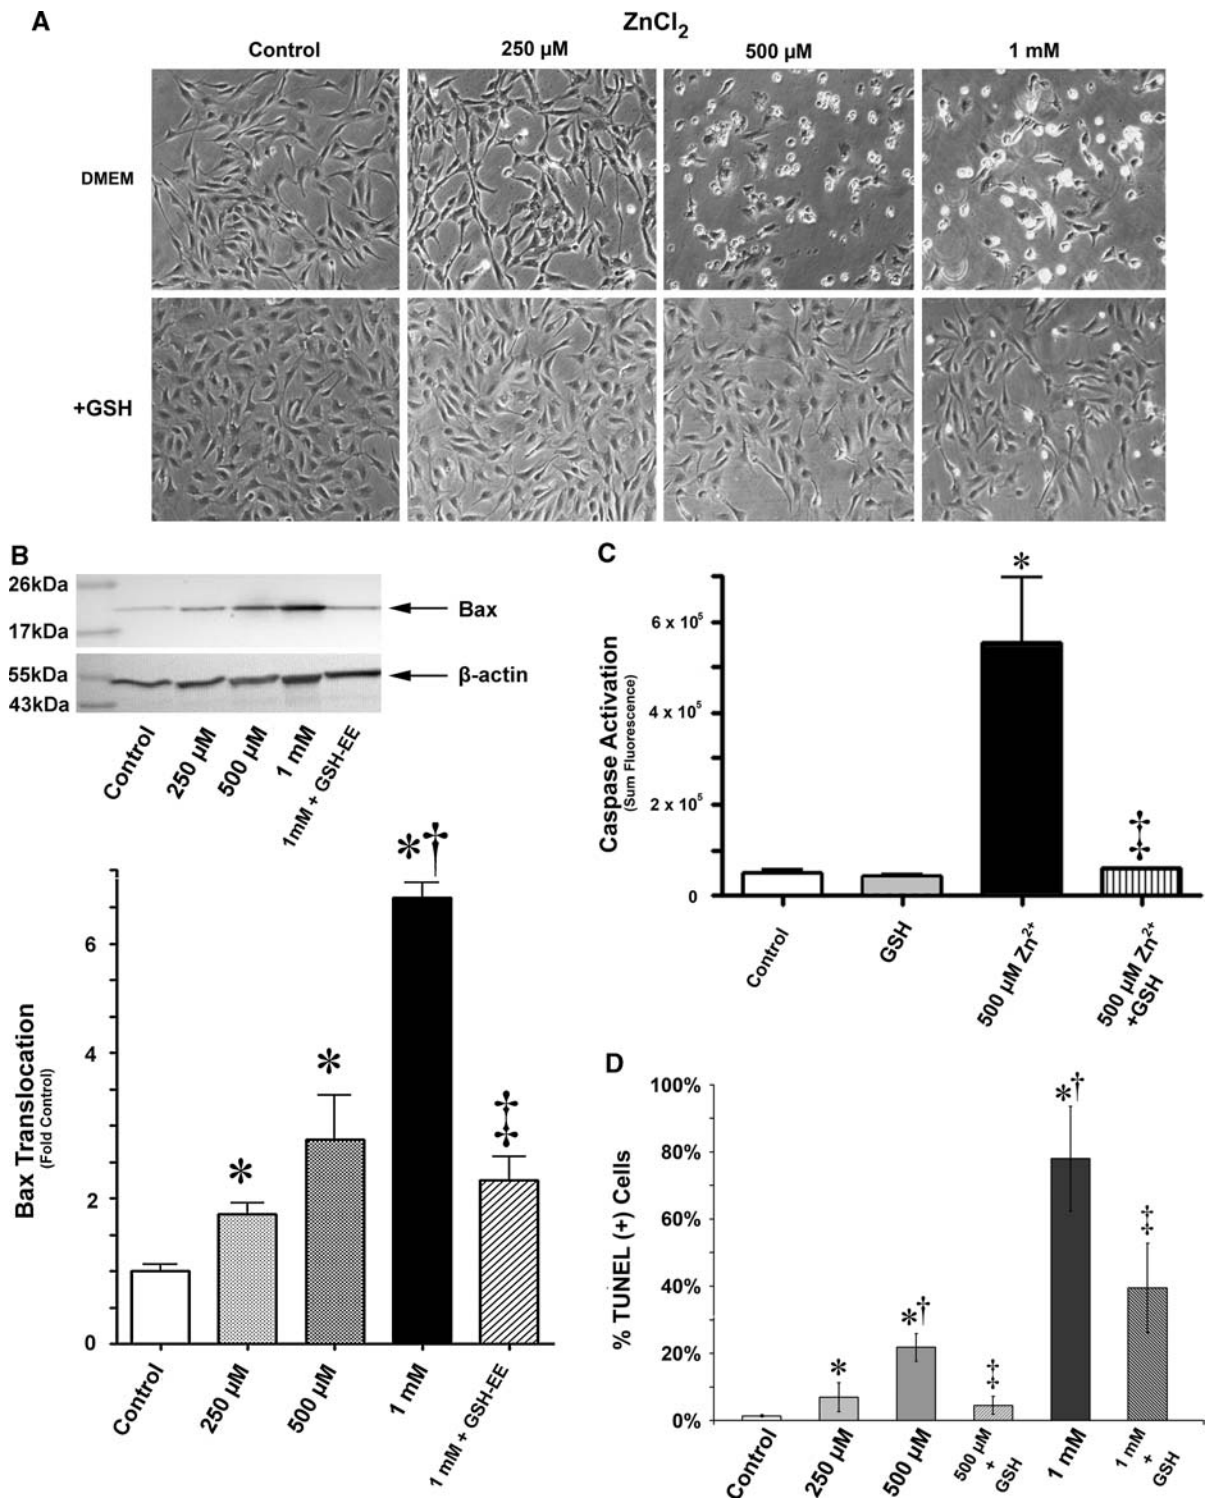 A
ZnCl2
Control
250 µM
500 µM
1 mM
DMEM
+GSH
B
26kDa
17kDa
Bax
55kDa
43kDa
β-actin
Control
250 µM
500 µM
1 mM
1mM + GSH-EE
Bax Translocation
(Fold Control)
6
4
2
0
*
*
*†
‡
Control
250 µM
500 µM
1 mM
1 mM + GSH-EE
C
Caspase Activation
(Sum Fluorescence)
6 x 10⁵
4 x 10⁵
2 x 10⁵
0
*
‡
Control
GSH
500 µM Zn²⁺
500 µM Zn²⁺
+GSH
D
% TUNEL (+) Cells
100%
80%
60%
40%
20%
0%
*
*†
‡
*†
‡
Control
250 µM
500 µM
500 µM
+
GSH
1 mM
1 mM
+
GSH